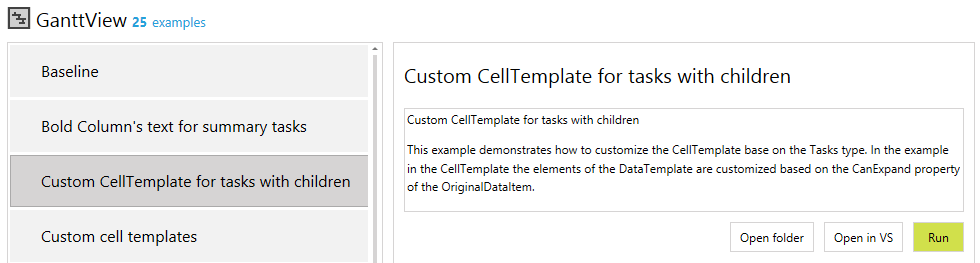 GanttView 25 examples
Baseline
Bold Column's text for summary tasks
Custom CellTemplate for tasks with children
Custom cell templates
Custom CellTemplate for tasks with children
Custom CellTemplate for tasks with children
This example demonstrates how to customize the CellTemplate base on the Tasks type. In the example
in the CellTemplate the elements of the DataTemplate are customized based on the CanExpand property
of the OriginalDataItem.
Open folder
Open in VS
Run